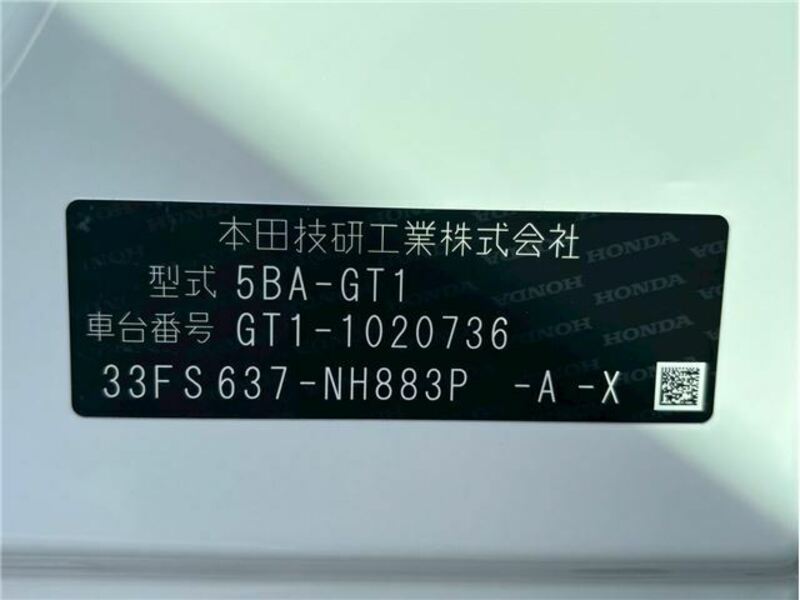 本田技研工業株式会社
型式 5BA-GT1
車台番号 GT1-1020736
33FS637-NH883P -A -X